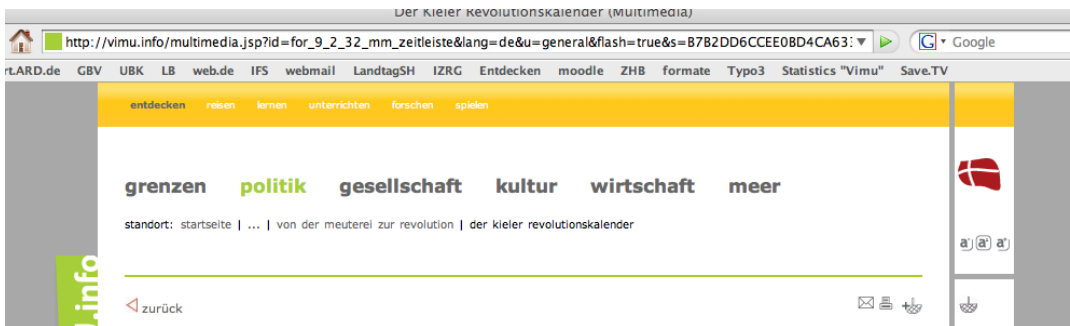 Der Kieler Revolutionskalender (Multimedia)
http://vimu.info/multimedia.jsp?id=for_9_2_32_mm_zeitleiste&lang=de&u=general&flash=true&s=B7B2DD6CCEE0BD4CA63
G Google
rt.ARD.de GBV UBK LB web.de IFS webmail LandtagSH IZRG Entdecken moodle ZHB formate Typo3 Statistics "Vimu" Save.TV
entdecken reisen lernen unterrichten forschen spielen
grenzen politik gesellschaft kultur wirtschaft meer
standort: startseite | ... | von der meuterei zur revolution | der kieler revolutionskalender
a a a
.info
zurück